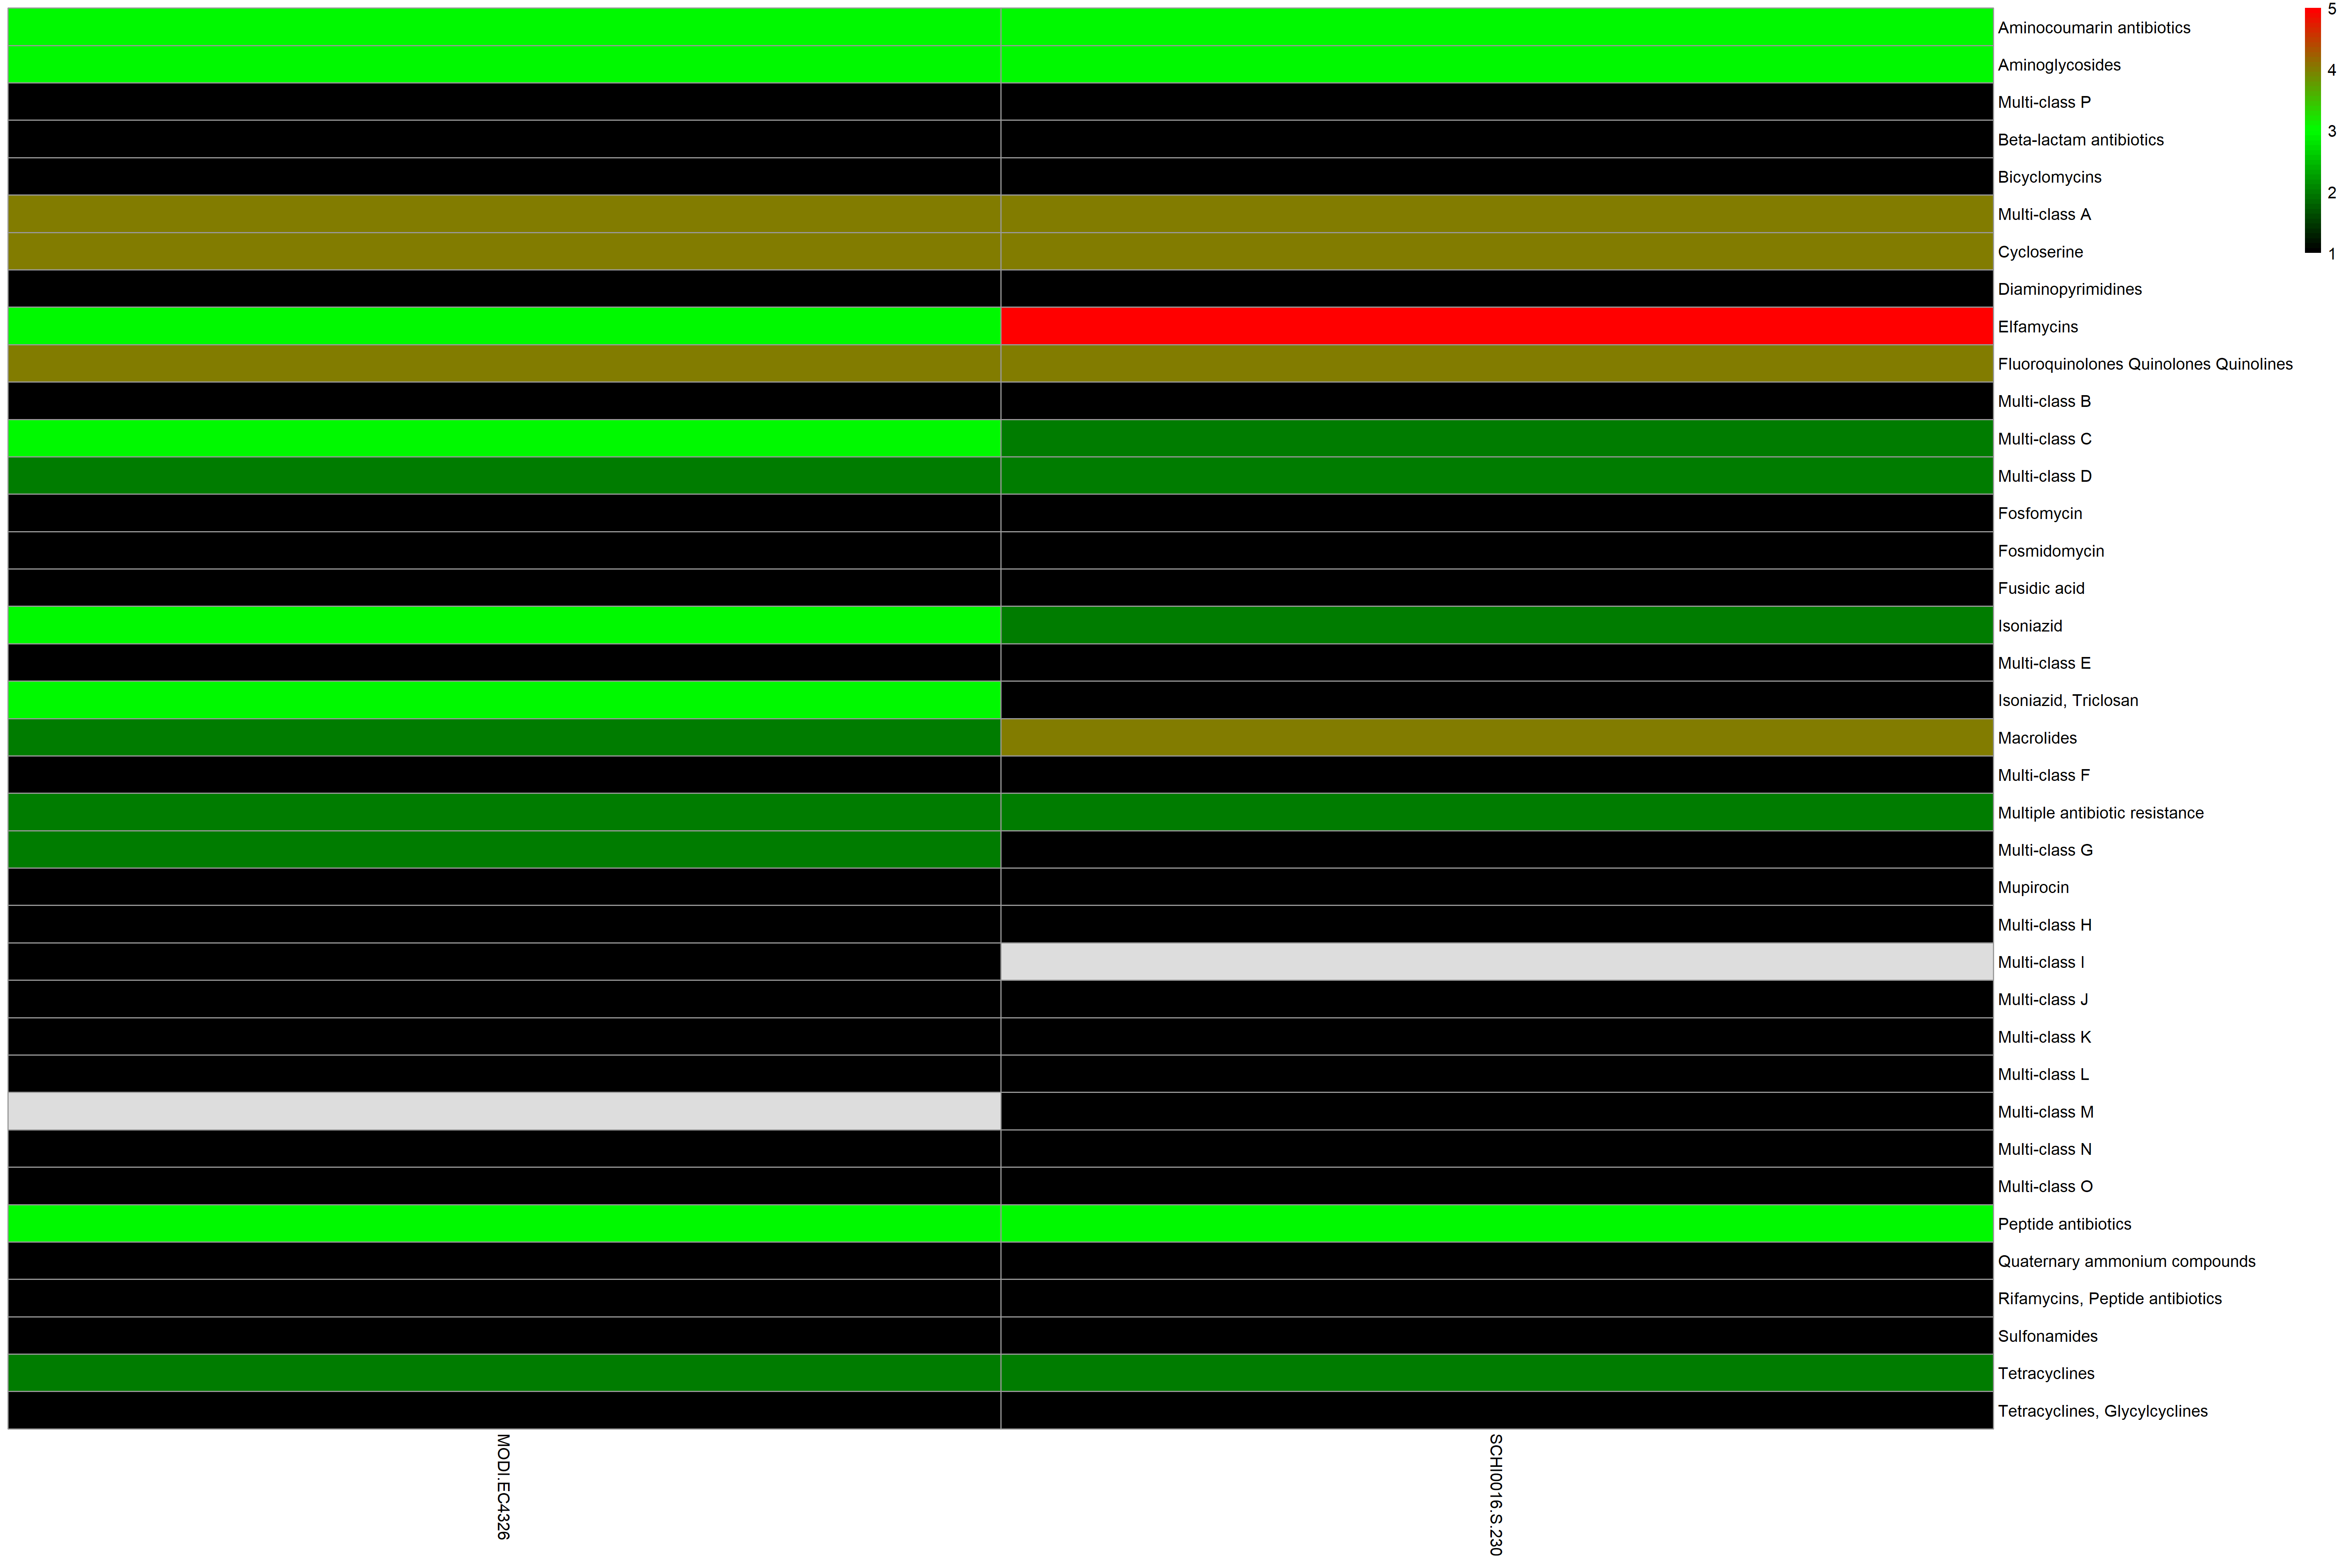 Aminocoumarin antibiotics
Aminoglycosides
Multi-class P
Beta-lactam antibiotics
Bicyclomycins
Multi-class A
Cycloserine
Diaminopyrimidines
Elfamycins
Fluoroquinolones Quinolones Quinolines
Multi-class B
Multi-class C
Multi-class D
Fosfomycin
Fosmidomycin
Fusidic acid
Isoniazid
Multi-class E
Isoniazid, Triclosan
Macrolides
Multi-class F
Multiple antibiotic resistance
Multi-class G
Mupirocin
Multi-class H
Multi-class I
Multi-class J
Multi-class K
Multi-class L
Multi-class M
Multi-class N
Multi-class O
Peptide antibiotics
Quaternary ammonium compounds
Rifamycins, Peptide antibiotics
Sulfonamides
Tetracyclines
Tetracyclines, Glycylcyclines
5
4
3
2
1
MODI.EC4326
SCHI0016.S.230